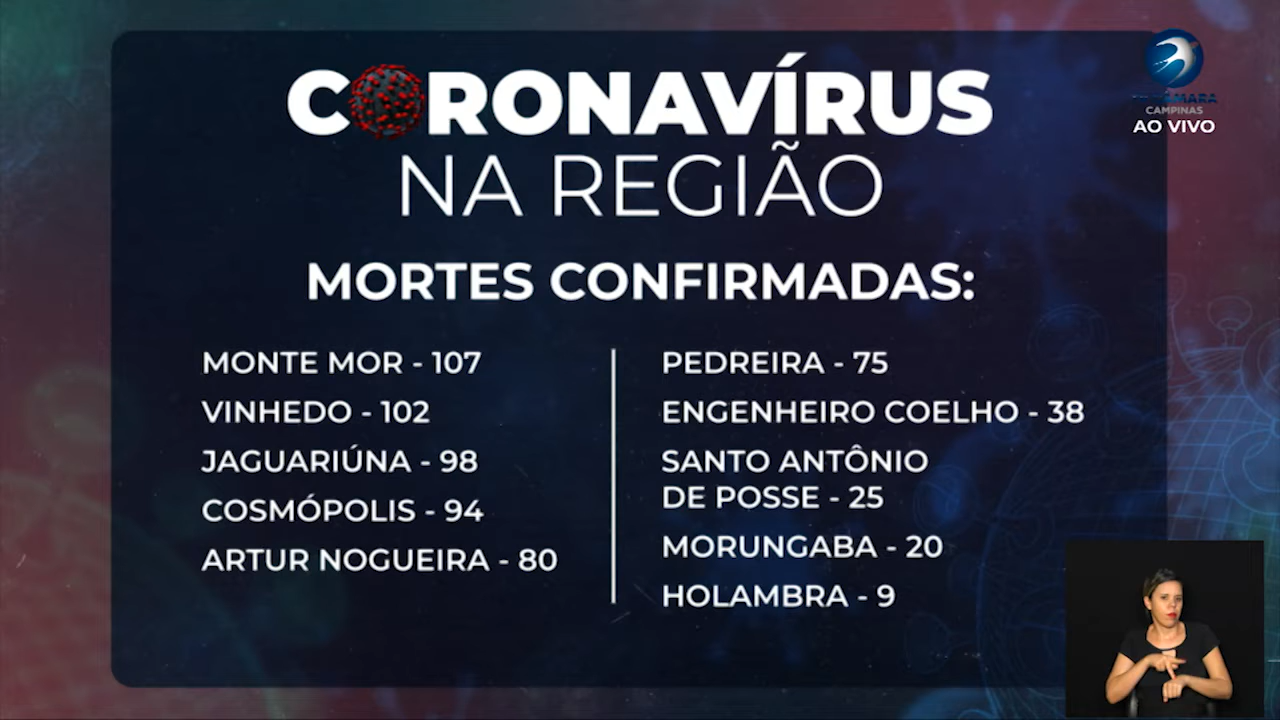 CORONAVÍRUS
NA REGIÃO
MORTES CONFIRMADAS:
MONTE MOR - 107
VINHEDO - 102
JAGUARIÚNA - 98
COSMÓPOLIS - 94
ARTUR NOGUEIRA - 80
PEDREIRA - 75
ENGENHEIRO COELHO - 38
SANTO ANTÔNIO
DE POSSE - 25
MORUNGABA - 20
HOLAMBRA - 9
CAMPINAS
AO VIVO